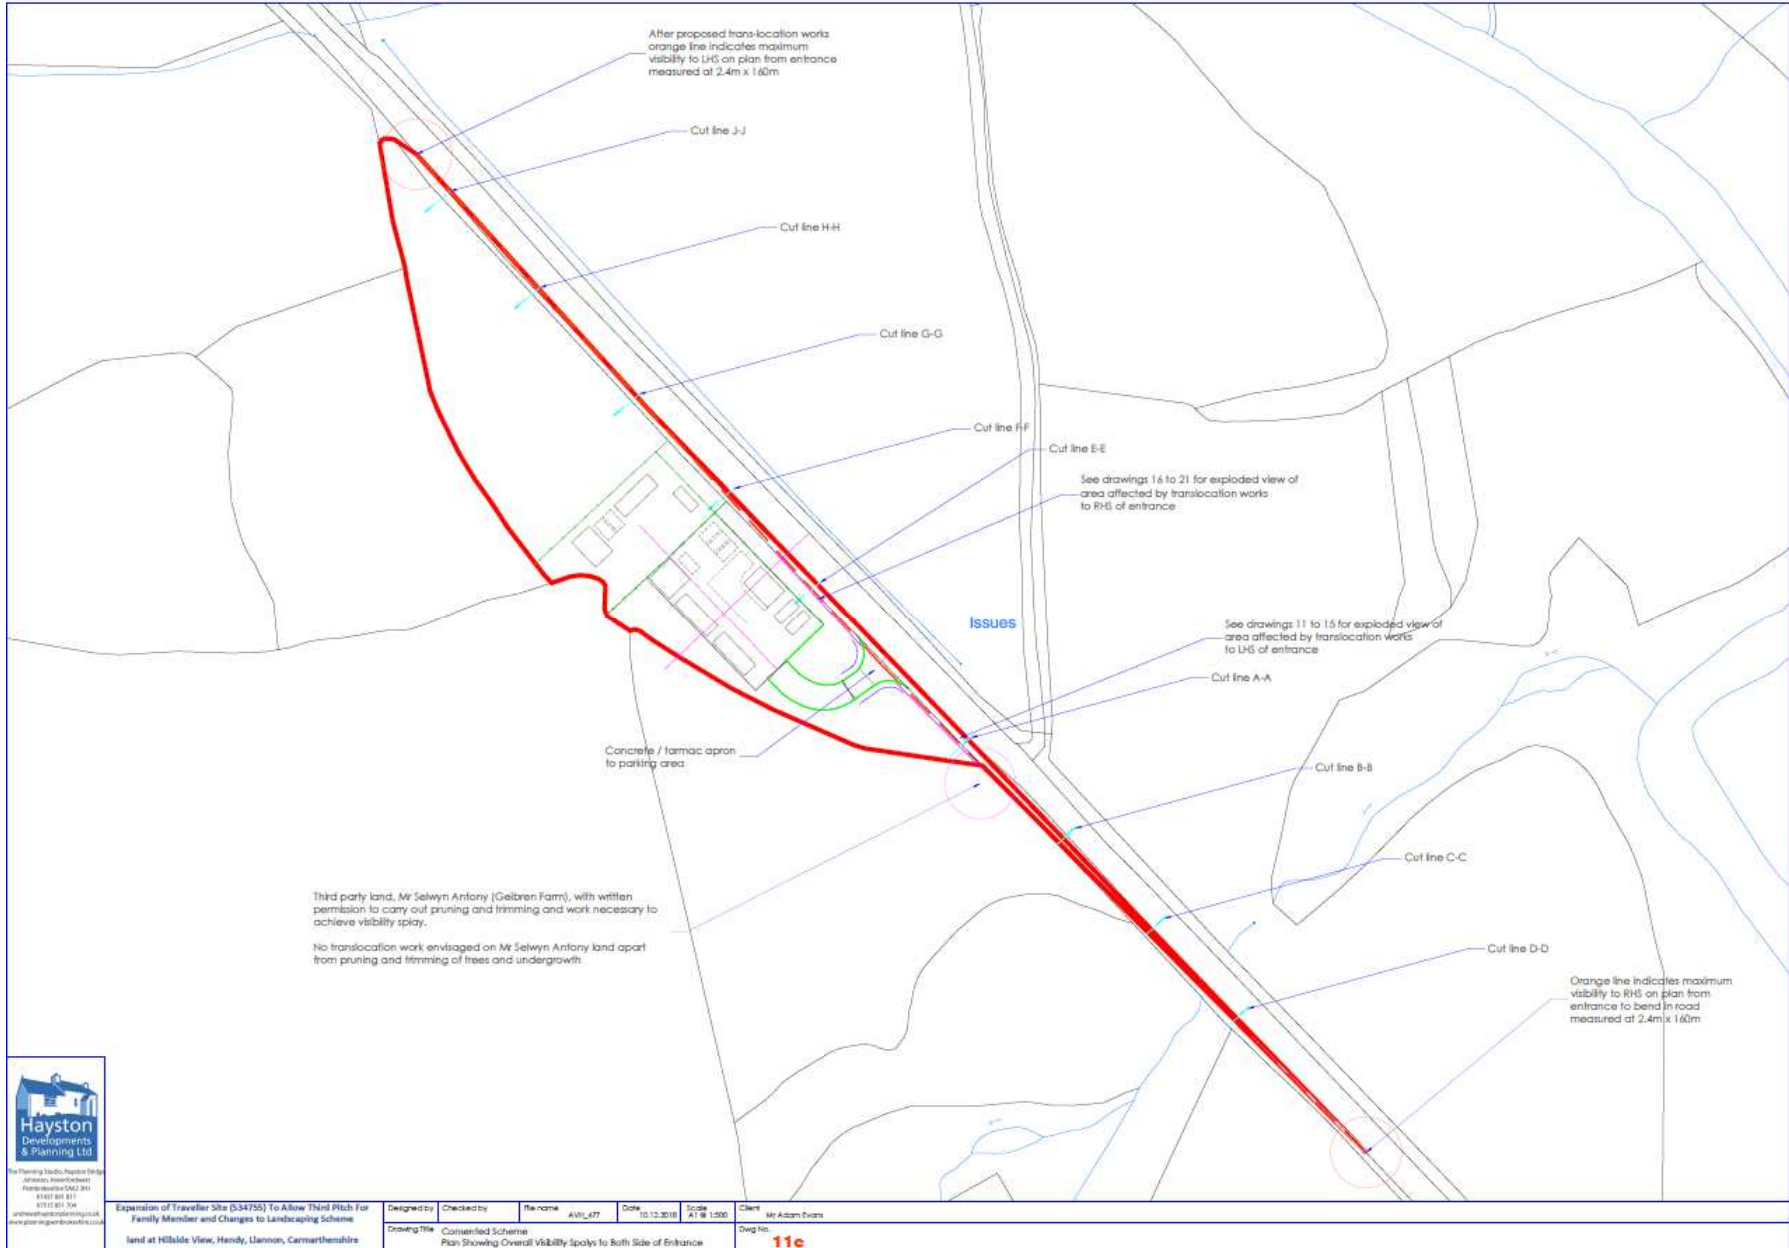 After proposed trans-location works
orange line indicates maximum
visibility to LHS on plan from entrance
measured at 2.4m x 160m
Cut line J-J
Cut line H-H
Cut line G-G
Cut line F-F
Cut line E-E
See drawings 16 to 21 for exploded view of
area affected by translocation works
to RHS of entrance
Issues
See drawings 11 to 15 for exploded view of
area affected by translocation works
to LHS of entrance
Cut line A-A
Concrete / tarmac apron
to parking area
Cut line B-B
Cut line C-C
Third party land, Mr Selwyn Antony (Gelbren Farm), with written
permission to carry out pruning and trimming and work necessary to
achieve visibility splay.
No translocation work envisaged on Mr Selwyn Antony land apart
from pruning and trimming of trees and undergrowth
Cut line D-D
Orange line indicates maximum
visibility to RHS on plan from
entrance to bend in road
measured at 2.4m x 160m
Hayston
Developments
& Planning Ltd
Expansion of Traveller Site (S34755) To Allow Third Pitch For
Family Member and Changes to Landscaping Scheme
land at Hillside View, Hendy, Llannon, Carmarthenshire
Designed by
Checked by
File name
Date 10.12.2018
Scale A1 @ 1:500
Client Mr Adam Evans
Drawing Title Consented Scheme
Plan Showing Overall Visibility Spalys to Both Side of Entrance
Dwg No.
11c